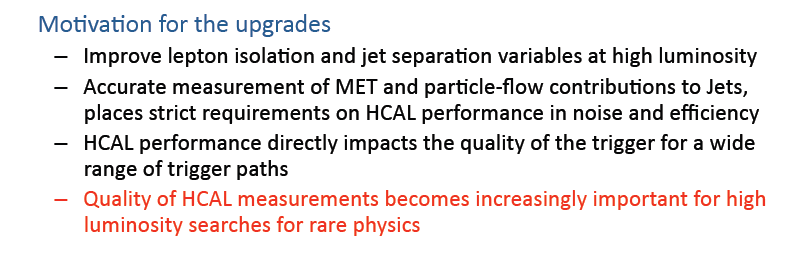 Motivation for the upgrades
– Improve lepton isolation and jet separation variables at high luminosity
– Accurate measurement of MET and particle-flow contributions to Jets,
places strict requirements on HCAL performance in noise and efficiency
– HCAL performance directly impacts the quality of the trigger for a wide
range of trigger paths
– Quality of HCAL measurements becomes increasingly important for high
luminosity searches for rare physics